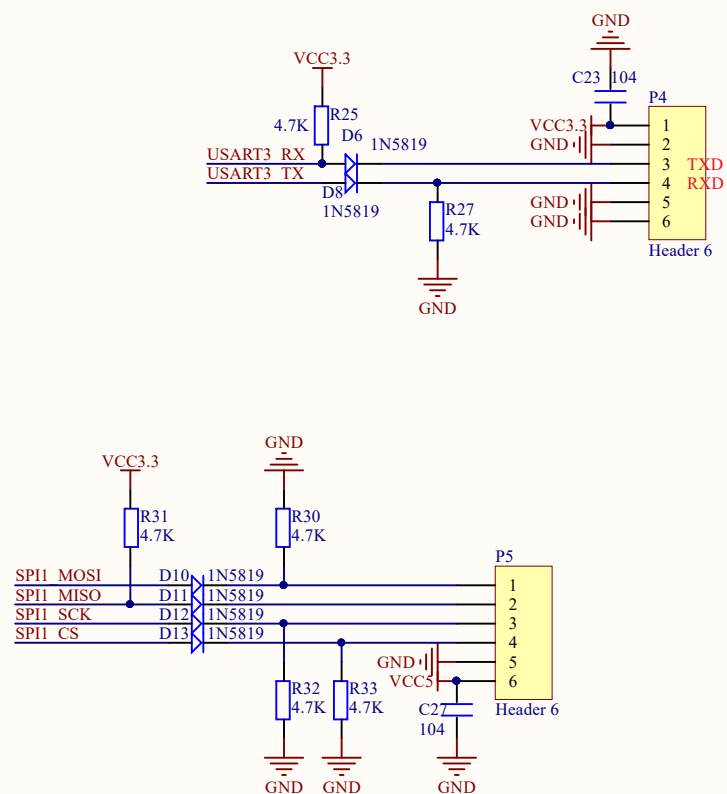 GND
VCC3.3
C23 104
P4
4.7K
R25
D6
1N5819
VCC3.3
1
GND
2
USART3_RX
3
TXD
USART3_TX
4
RXD
D8
1N5819
R27
4.7K
GND
5
GND
6
Header 6
GND
GND
VCC3.3
R31
4.7K
R30
4.7K
P5
SPI1_MOSI
D10
1N5819
1
SPI1_MISO
D11
1N5819
2
SPI1_SCK
D12
1N5819
3
SPI1_CS
D13
1N5819
4
GND
5
VCC5
6
R32
4.7K
R33
4.7K
C27
104
Header 6
GND
GND
GND